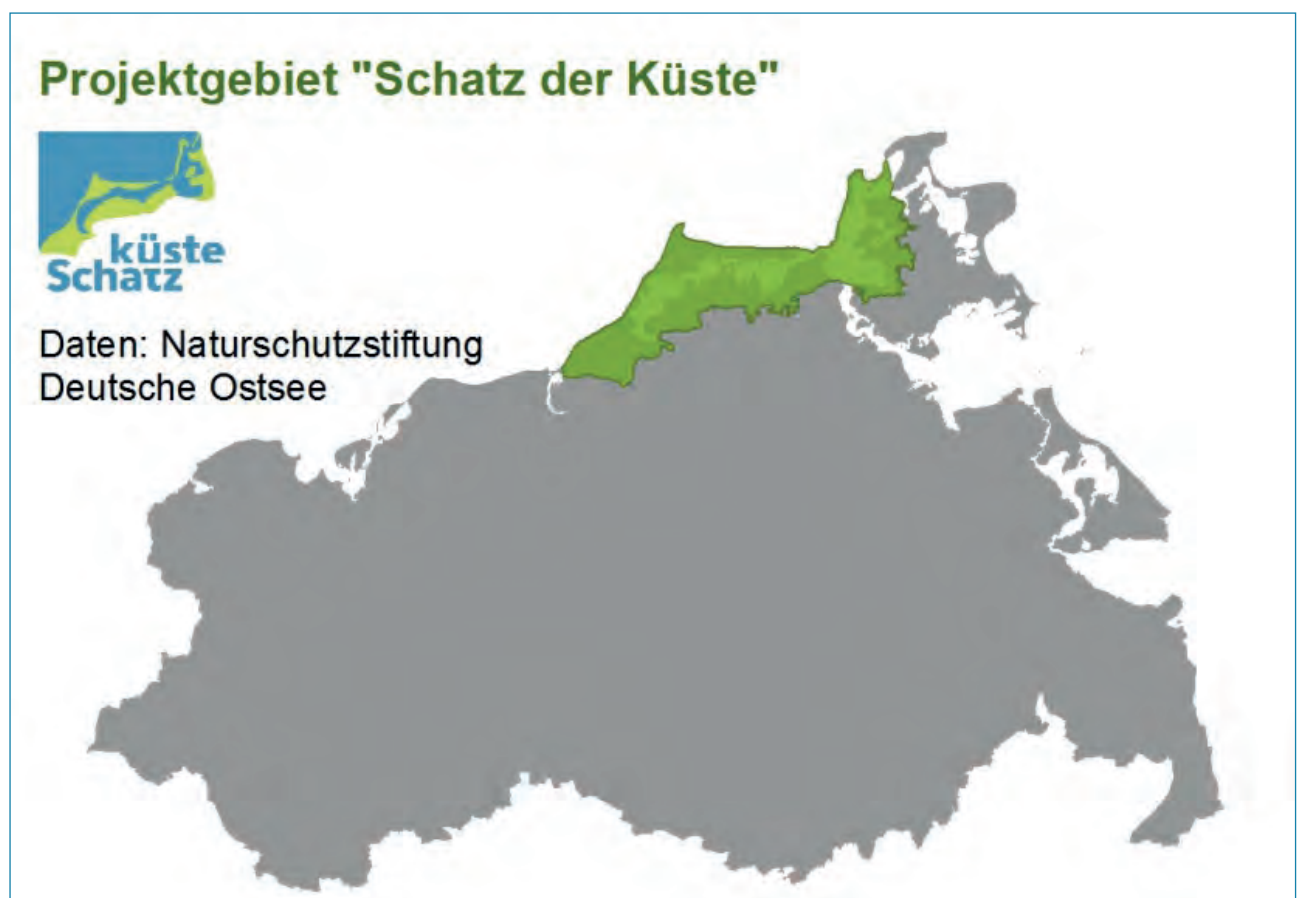 Projektgebiet "Schatz der Küste"
küste
Schatz
Daten: Naturschutzstiftung
Deutsche Ostsee